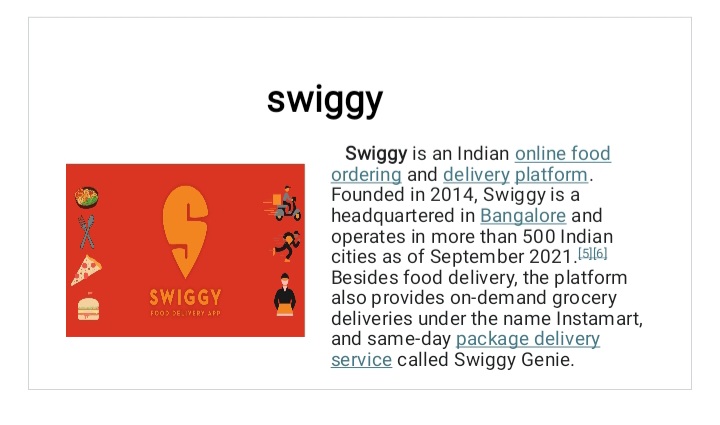 swiggy
Swiggy is an Indian online food
ordering and delivery platform.
Founded in 2014, Swiggy is a
headquartered in Bangalore and
operates in more than 500 Indian
cities as of September 2021.[5][6]
Besides food delivery, the platform
also provides on-demand grocery
deliveries under the name Instamart,
and same-day package delivery
service called Swiggy Genie.
SWIGGY
FOOD DELIVERY APP